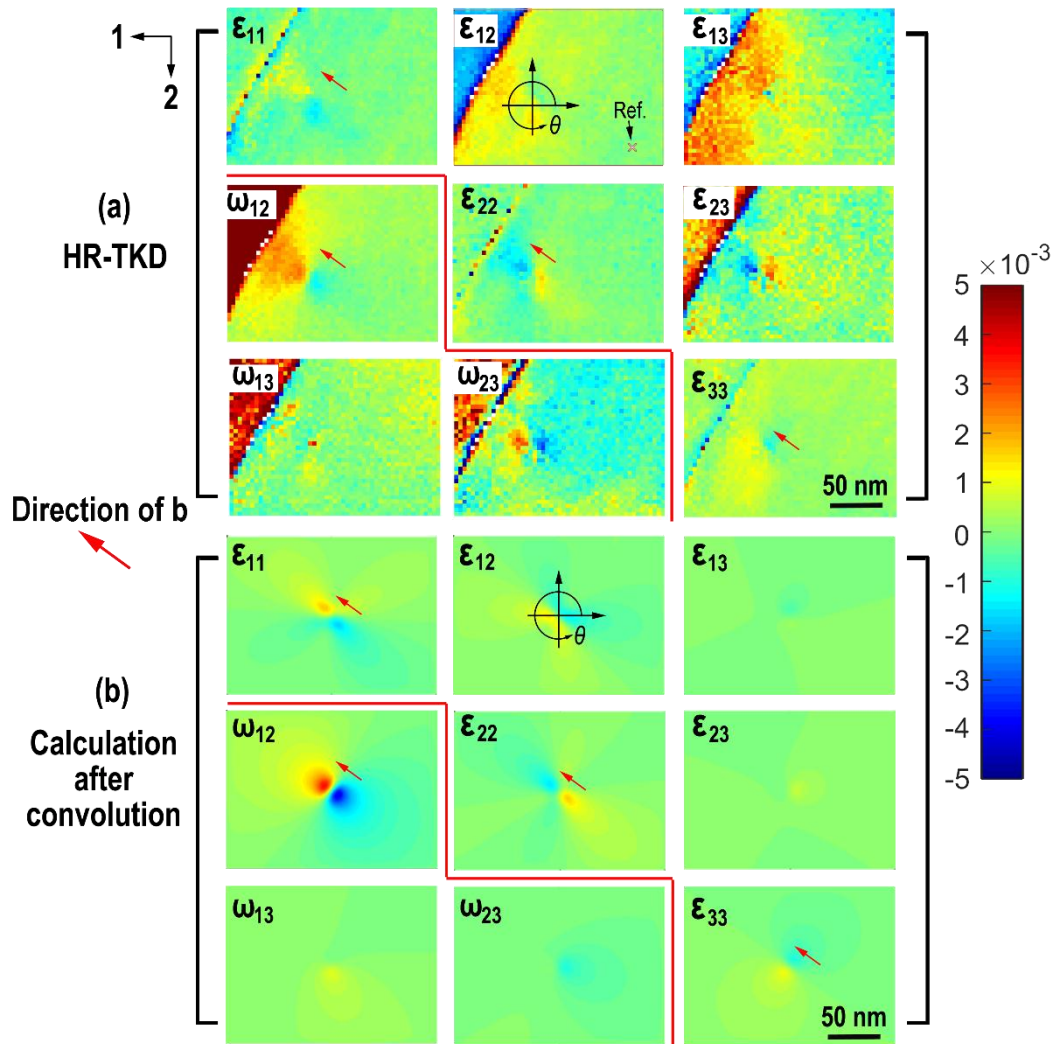 1
2
ε₁₁
ε₁₂
ε₁₃
θ
Ref.
(a)
HR-TKD
ω₁₂
ε₂₂
ε₂₃
ω₁₃
ω₂₃
ε₃₃
50 nm
×10⁻³
5
4
3
2
1
0
-1
-2
-3
-4
-5
Direction of b
(b)
Calculation
after
convolution
ε₁₁
ε₁₂
ε₁₃
θ
ω₁₂
ε₂₂
ε₂₃
ω₁₃
ω₂₃
ε₃₃
50 nm